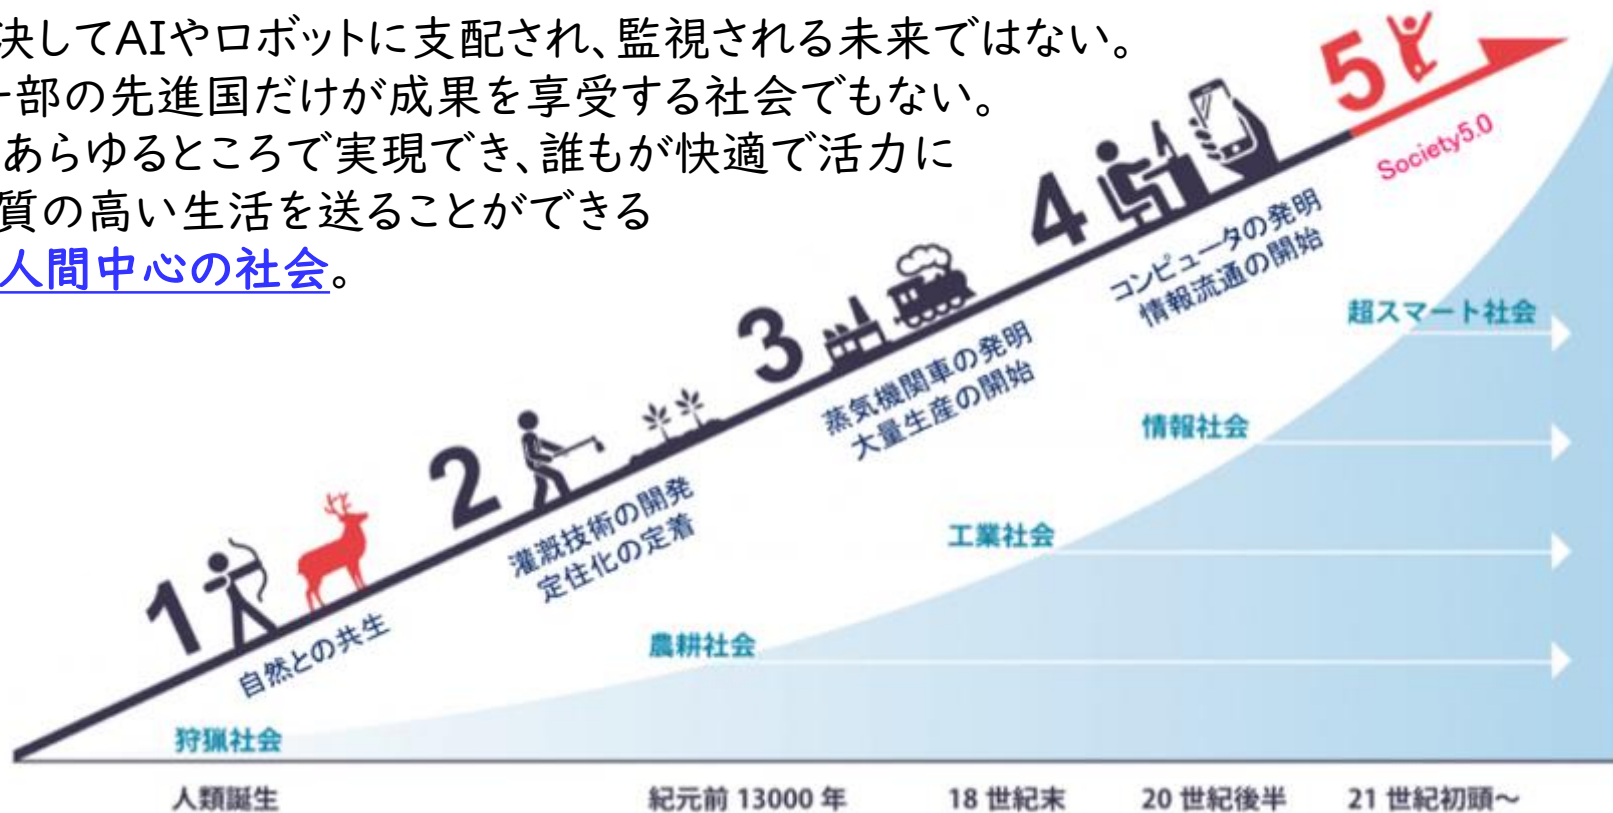 決してAIやロボットに支配され、監視される未来ではない。
一部の先進国だけが成果を享受する社会でもない。
あらゆるところで実現でき、誰もが快適で活力に
質の高い生活を送ることができる
人間中心の社会。
5
Society5.0
4
コンピュータの発明
情報流通の開始
超スマート社会
3
蒸気機関車の発明
大量生産の開始
情報社会
2
灌漑技術の開発
定住化の定着
工業社会
1
自然との共生
農耕社会
狩猟社会
人類誕生 紀元前 13000 年 18 世紀末 20 世紀後半 21 世紀初頭～